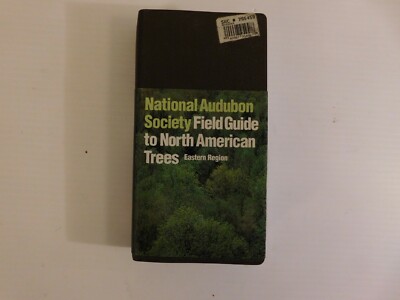 National Audubon
Society Field Guide
to North American
Trees Eastern Region